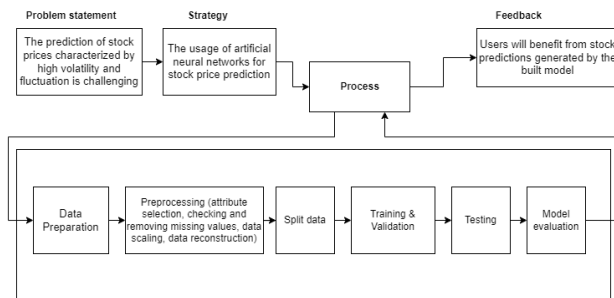 Problem statement
Strategy
Feedback
The prediction of stock
prices characterized by
high volatility and
fluctuation is challenging
The usage of artificial
neural networks for
stock price prediction
Process
Users will benefit from stock
predictions generated by the
built model
Data
Preparation
Preprocessing (attribute
selection, checking and
removing missing values, data
scaling, data reconstruction)
Split data
Training &
Validation
Testing
Model
evaluation